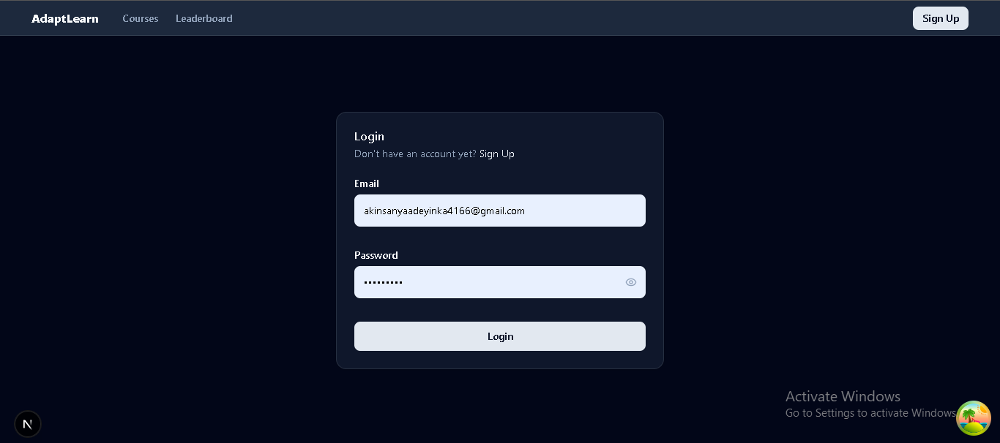 AdaptLearn Courses Leaderboard Sign Up
Login
Don't have an account yet? Sign Up
Email
akinsanyaadeyinka4166@gmail.com
Password
•••••••••
Login
Activate Windows
Go to Settings to activate Windows
N